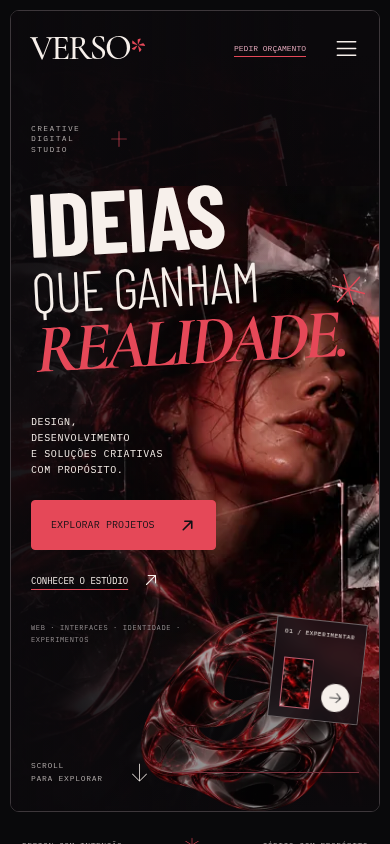 VERSO*
PEDIR ORÇAMENTO
CREATIVE
DIGITAL
STUDIO
IDEIAS
QUE GANHAM
REALIDADE.
DESIGN,
DESENVOLVIMENTO
E SOLUÇÕES CRIATIVAS
COM PROPÓSITO.
EXPLORAR PROJETOS
CONHECER O ESTÚDIO
WEB · INTERFACES · IDENTIDADE ·
EXPERIMENTOS
01 / EXPERIMENTAR
SCROLL
PARA EXPLORAR